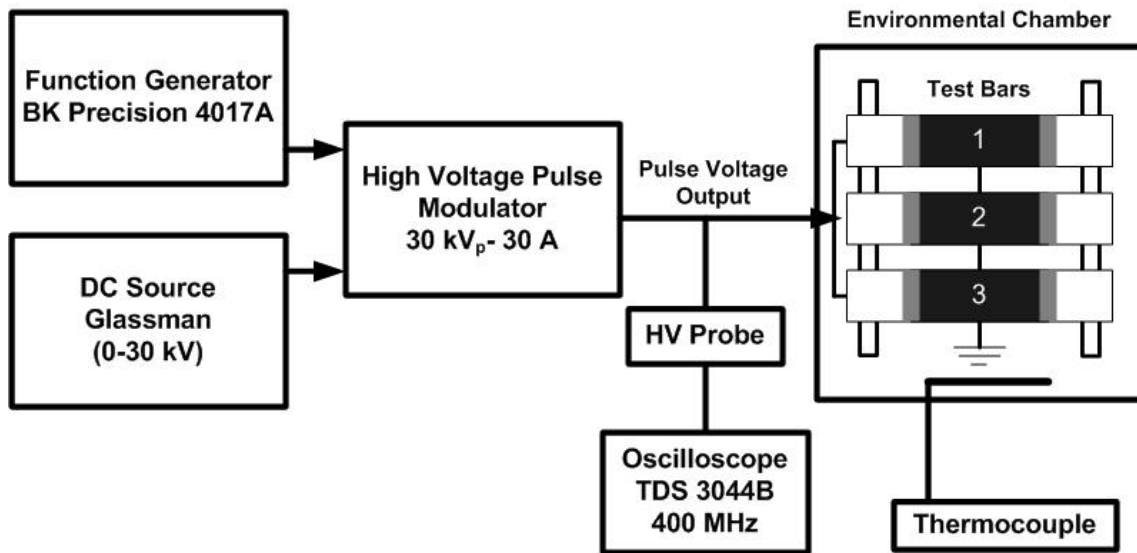 Environmental Chamber
Function Generator
BK Precision 4017A
DC Source
Glassman
(0-30 kV)
High Voltage Pulse
Modulator
30 kVp- 30 A
Pulse Voltage
Output
HV Probe
Oscilloscope
TDS 3044B
400 MHz
Test Bars
1
2
3
Thermocouple